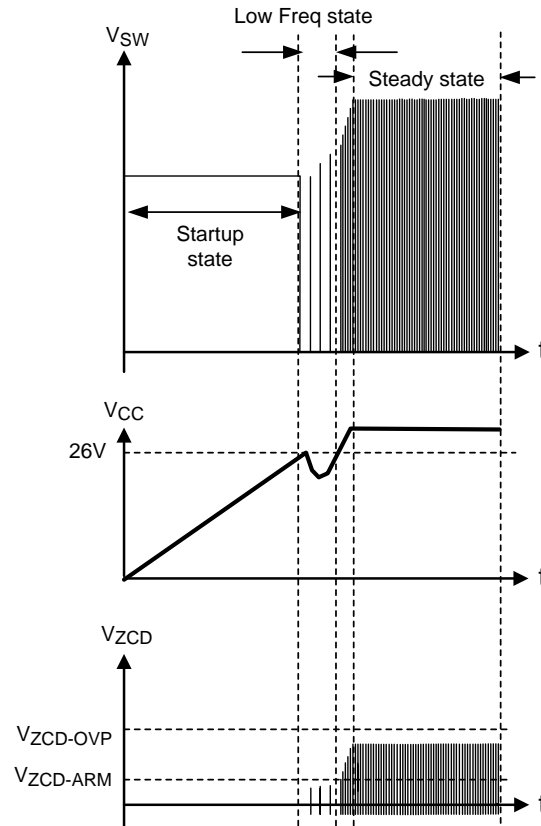 Low Freq state
VSW
Steady state
Startup
state
t
VCC
26V
t
VZCD
VZCD-OVP
VZCD-ARM
t